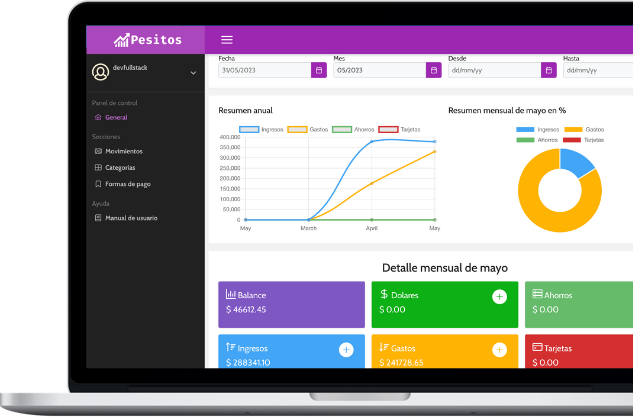 Pesitos
devfullstack
Panel de control
General
Secciones
Movimientos
Categorias
Formas de pago
Ayuda
Manual de usuario
Fecha
Mes
Desde
Hasta
31/05/2023
05/2023
dd/mm/yy
dd/mm/yy
Resumen anual
Ingresos Gastos Ahorros Tarjetas
400,000
350,000
300,000
250,000
200,000
150,000
100,000
50,000
0
May March April May
Resumen mensual de mayo en %
Ingresos Gastos
Ahorros Tarjetas
Detalle mensual de mayo
Balance
$ 46612.45
Dolares
$ 0.00
Ahorros
$ 0.00
Ingresos
$ 288341.10
Gastos
$ 241728.65
Tarjetas
$ 0.00